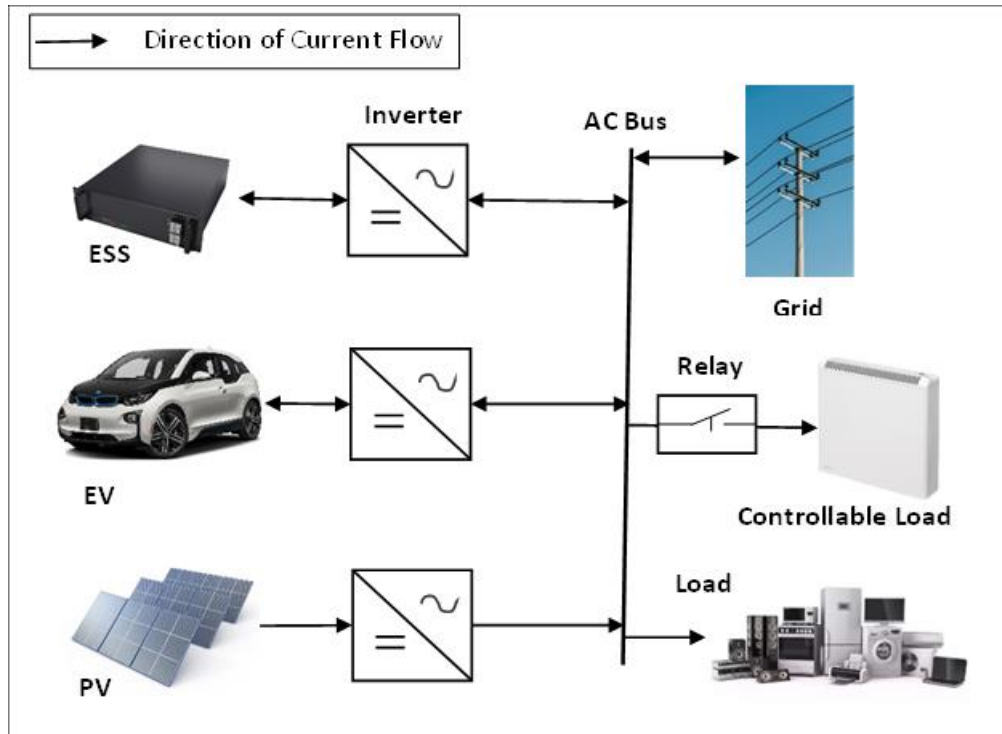 Direction of Current Flow
Inverter
AC Bus
ESS
Grid
Relay
EV
Controllable Load
Load
PV